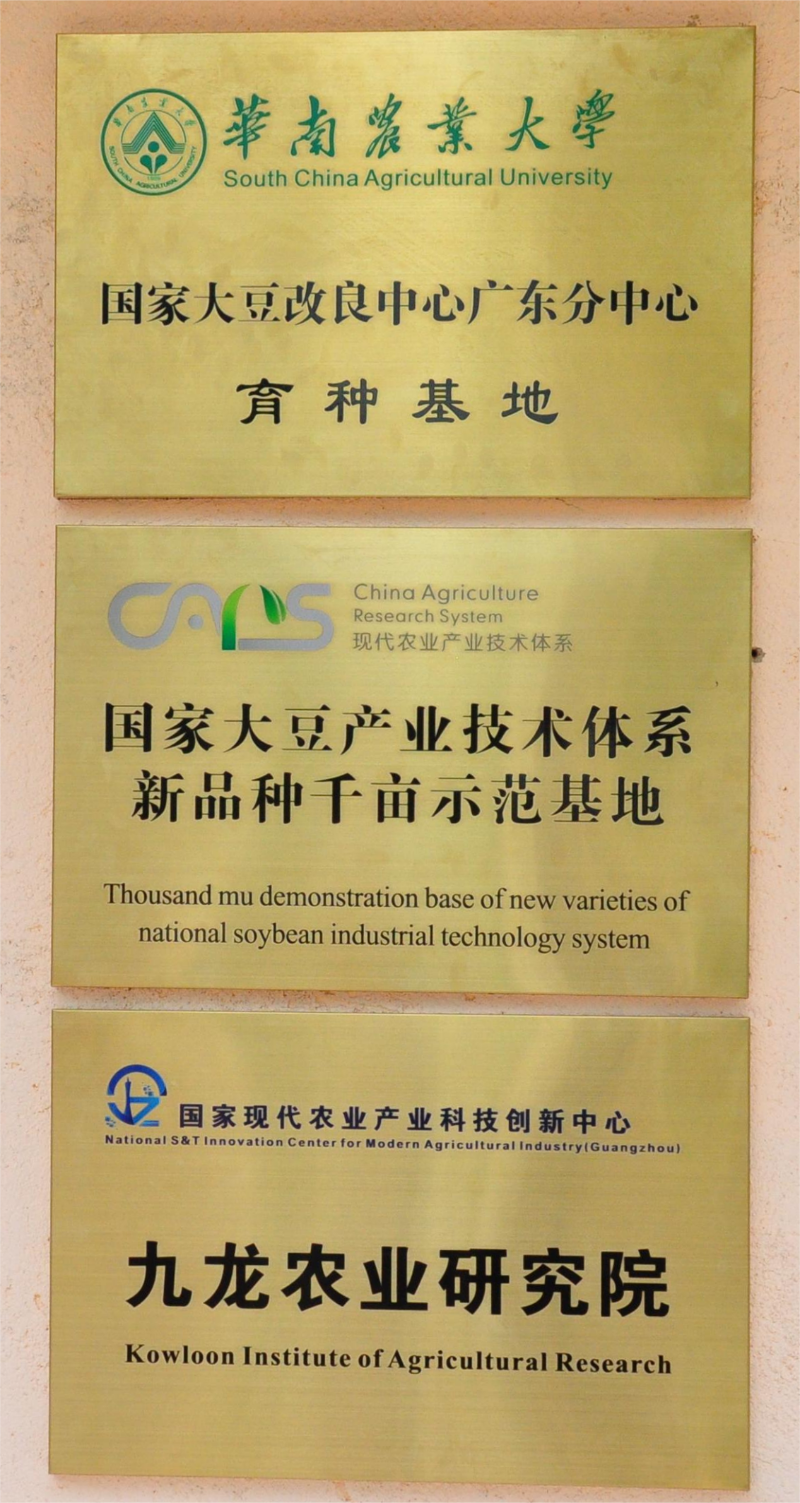 華南農業大學
South China Agricultural University
国家大豆改良中心广东分中心
育种基地
CARS
China Agriculture
Research System
现代农业产业技术体系
国家大豆产业技术体系
新品种千亩示范基地
Thousand mu demonstration base of new varieties of
national soybean industrial technology system
国家现代农业产业科技创新中心
National S&T Innovation Center for Modern Agricultural Industry(Guangzhou)
九龙农业研究院
Kowloon Institute of Agricultural Research